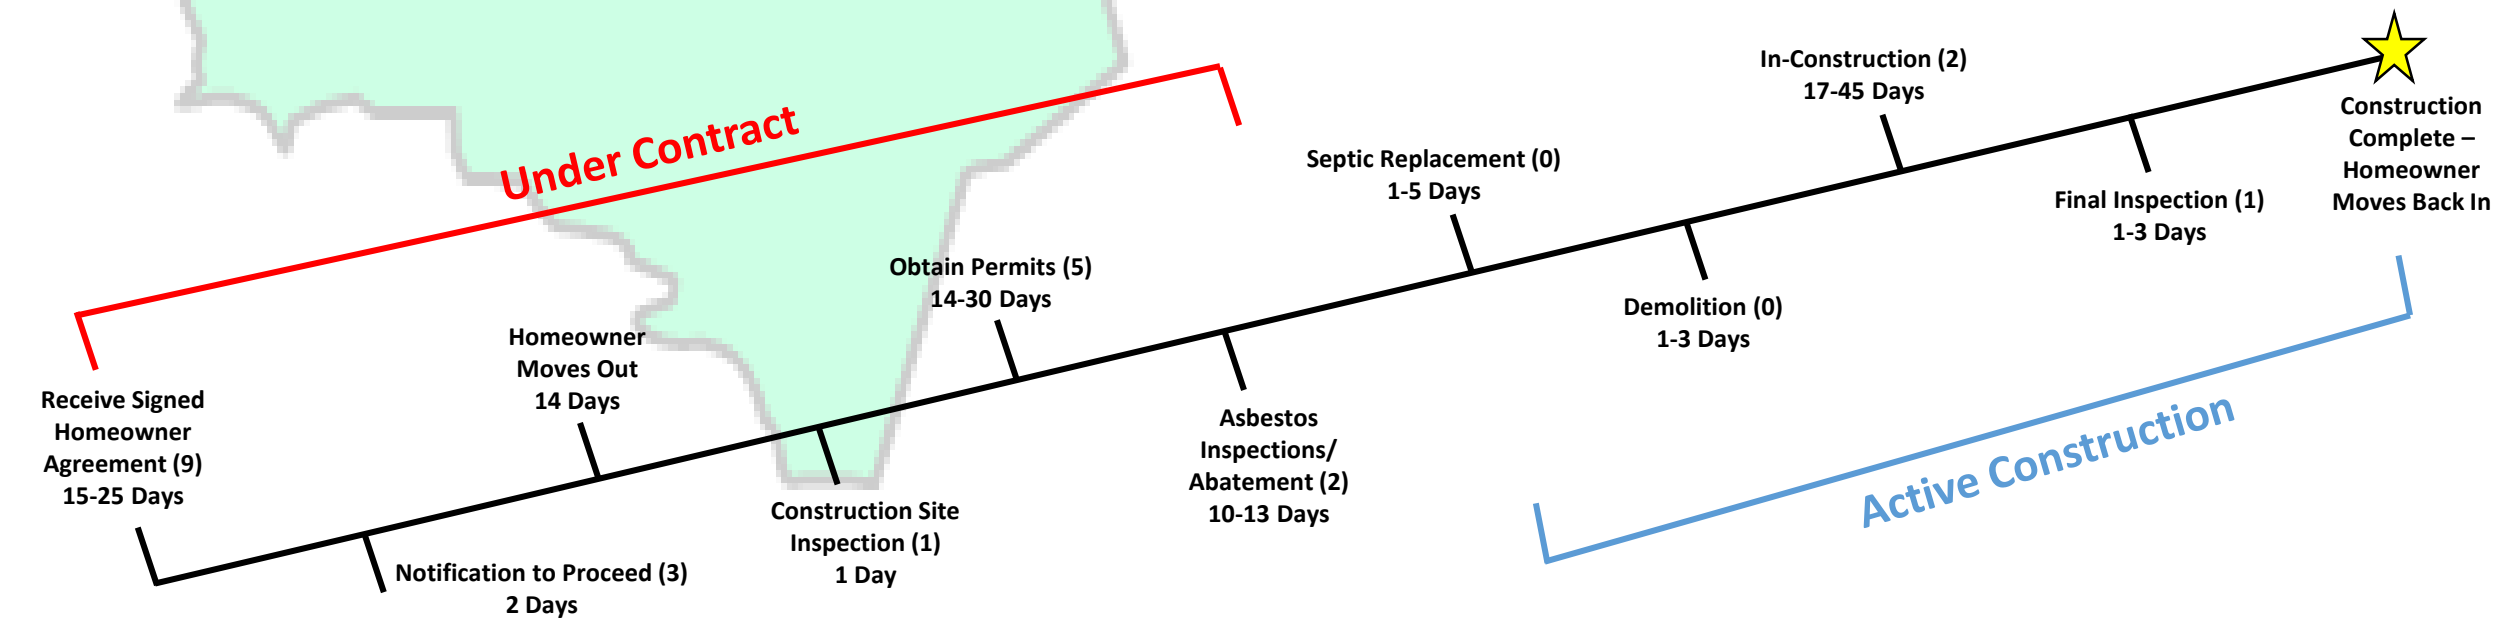 Under Contract
Receive Signed
Homeowner
Agreement (9)
15-25 Days
Notification to Proceed (3)
2 Days
Homeowner
Moves Out
14 Days
Construction Site
Inspection (1)
1 Day
Obtain Permits (5)
14-30 Days
Asbestos
Inspections/
Abatement (2)
10-13 Days
Septic Replacement (0)
1-5 Days
Demolition (0)
1-3 Days
In-Construction (2)
17-45 Days
Final Inspection (1)
1-3 Days
Construction
Complete –
Homeowner
Moves Back In
Active Construction